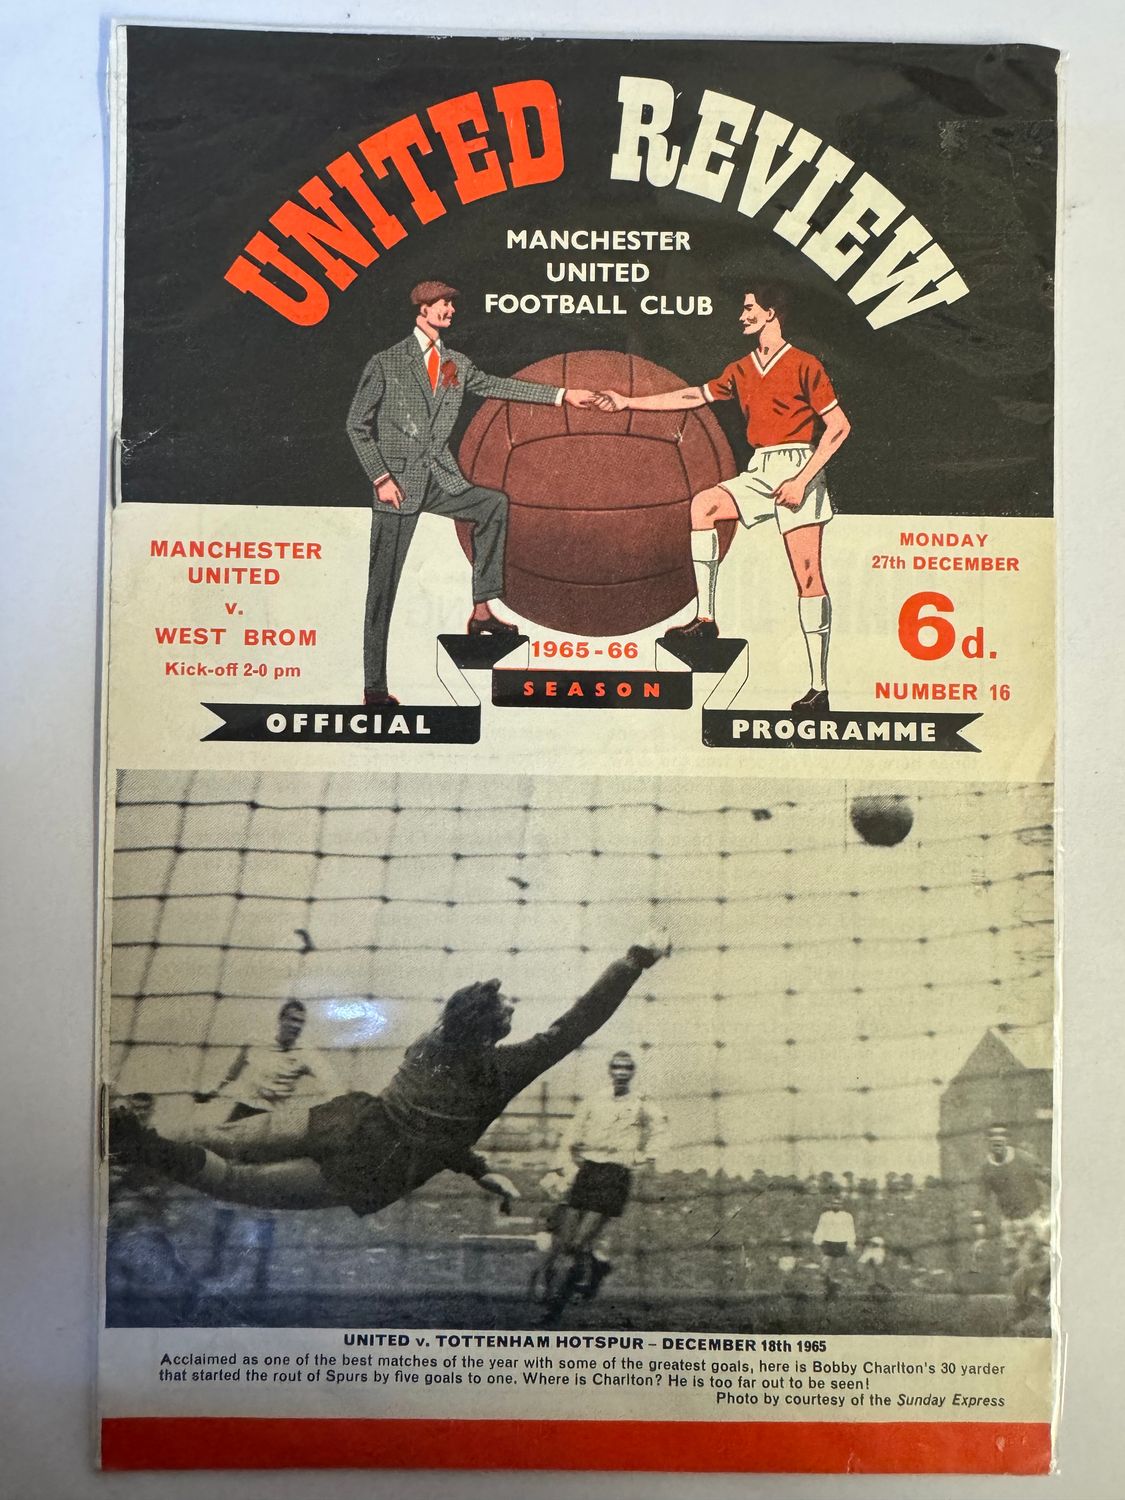 UNITED REVIEW
MANCHESTER
UNITED
FOOTBALL CLUB
MANCHESTER
UNITED
v.
WEST BROM
Kick-off 2-0 pm
MONDAY
27th DECEMBER
6d.
NUMBER 16
1965-66
SEASON
OFFICIAL
PROGRAMME
UNITED v. TOTTENHAM HOTSPUR – DECEMBER 18th 1965
Acclaimed as one of the best matches of the year with some of the greatest goals, here is Bobby Charlton's 30 yarder
that started the rout of Spurs by five goals to one. Where is Charlton? He is too far out to be seen!
Photo by courtesy of the Sunday Express